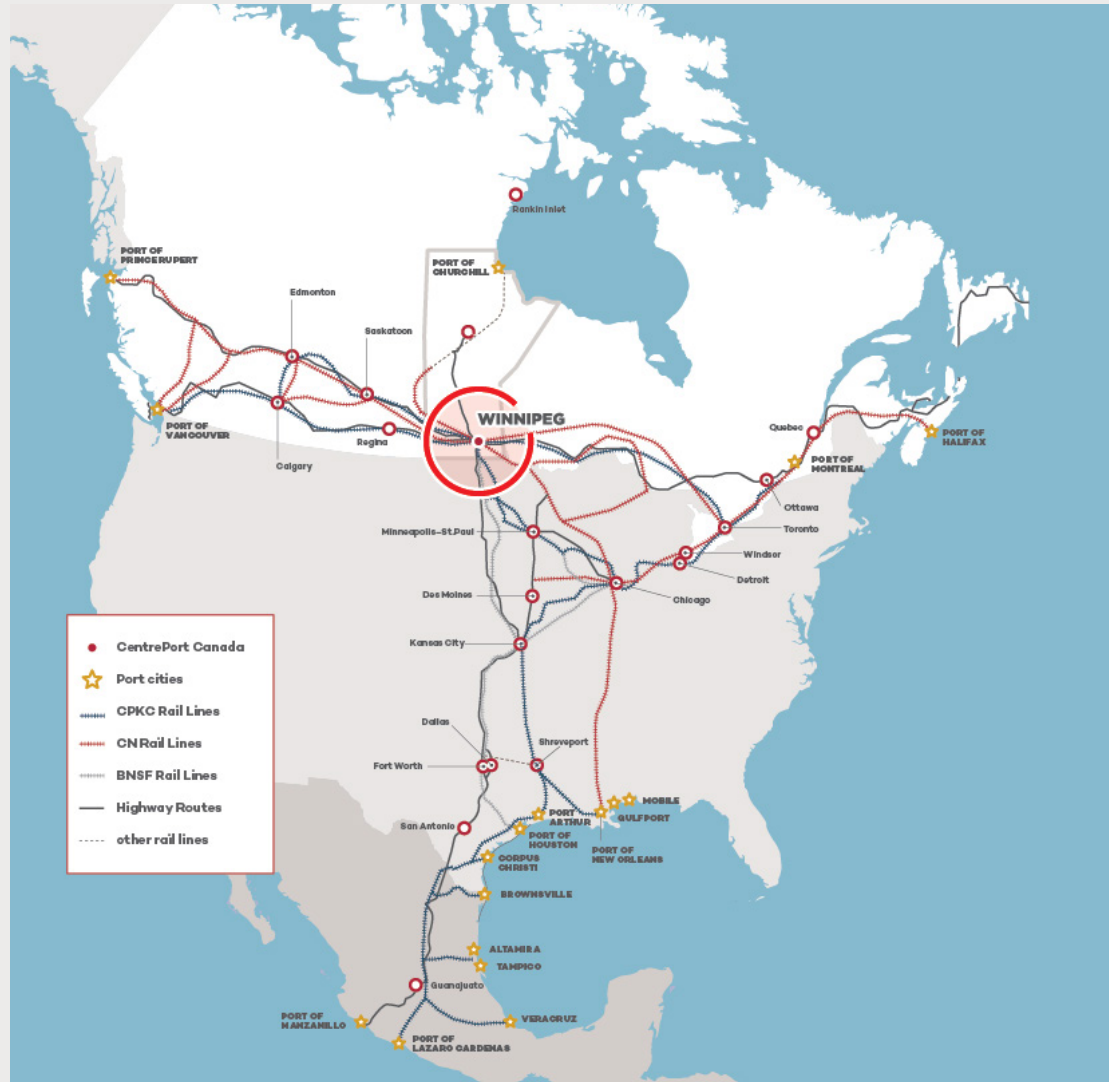 Rankin Inlet
PORT OF
PRINCE RUPERT
PORT OF
CHURCHILL
Edmonton
Saskatoon
WINNIPEG
PORT OF
VANCOUVER
Regina
Calgary
Quebec
PORT OF
HALIFAX
PORT OF
MONTREAL
Ottawa
Toronto
Minneapolis-St.Paul
Windsor
Detroit
Des Moines
Chicago
Kansas City
CentrePort Canada
Port cities
CPKC Rail Lines
CN Rail Lines
BNSF Rail Lines
Highway Routes
other rail lines
Dallas
Shreveport
Fort Worth
MOBILE
GULFPORT
PORT
ARTHUR
San Antonio
PORT OF
HOUSTON
PORT OF
NEW ORLEANS
CORPUS
CHRISTI
BROWNSVILLE
ALTAMIRA
TAMPICO
Guanajuato
PORT OF
MANZANILLO
VERACRUZ
PORT OF
LAZARO CARDENAS